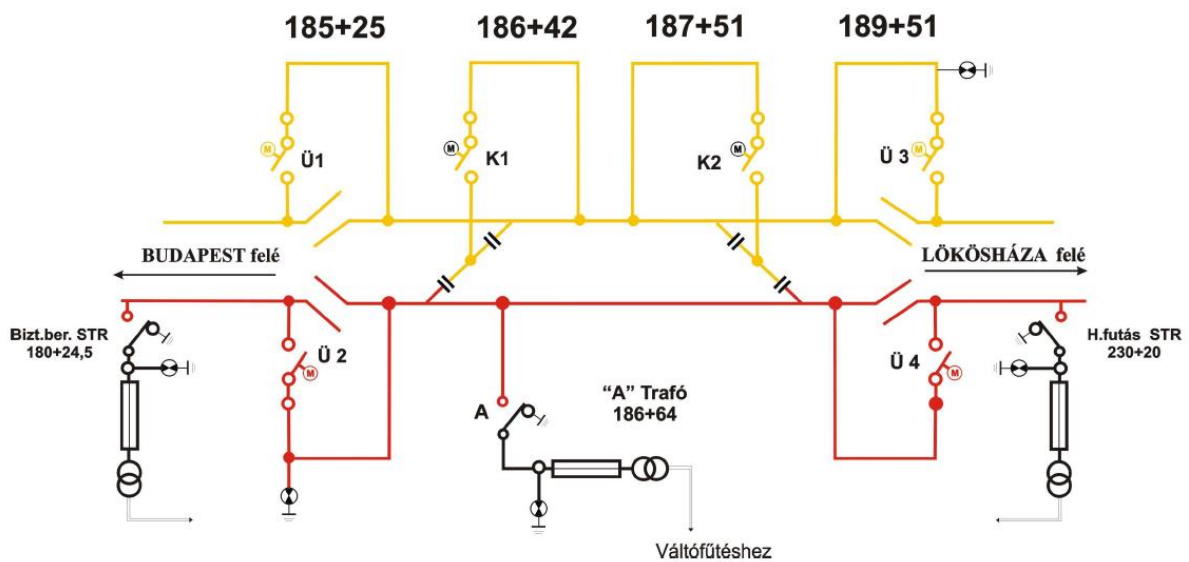 185+25 186+42 187+51 189+51
M Ü1
M K1
K2 M
Ü 3 M
BUDAPEST felé
LŐKÖSHÁZA felé
Bizt.ber. STR
180+24,5
Ü 2
M
A
“A” Trafó
186+64
Ü 4
M
H.futás STR
230+20
Váltófűtéshez